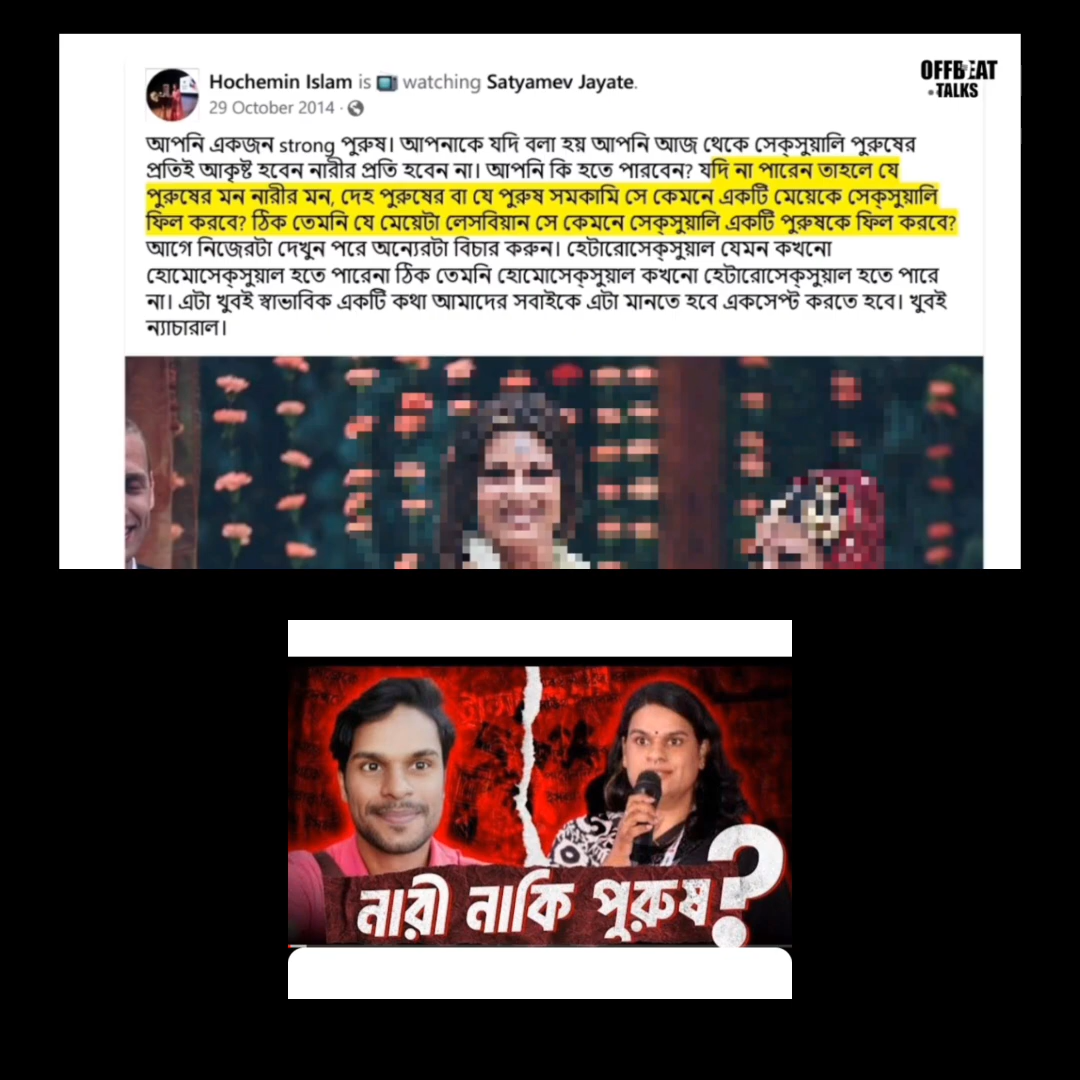 Hochemin Islam is 📺 watching Satyamev Jayate.
29 October 2014 ·
OFFBEAT
TALKS
আপনি একজন strong পুরুষ। আপনাকে যদি বলা হয় আপনি আজ থেকে সেক্সুয়ালি পুরুষের
প্রতিই আকৃষ্ট হবেন নারীর প্রতি হবেন না। আপনি কি হতে পারবেন? যদি না পারেন তাহলে যে
পুরুষের মন নারীর মন, দেহ পুরুষের বা যে পুরুষ সমকামি সে কেমনে একটি মেয়েকে সেক্সুয়ালি
ফিল করবে? ঠিক তেমনি যে মেয়েটা লেসবিয়ান সে কেমনে সেক্সুয়ালি একটি পুরুষকে ফিল করবে?
আগে নিজেরটা দেখুন পরে অন্যেরটা বিচার করুন। হেটারোসেক্সুয়াল যেমন কখনো
হোমোসেক্সুয়াল হতে পারেনা ঠিক তেমনি হোমোসেক্সুয়াল কখনো হেটারোসেক্সুয়াল হতে পারে
না। এটা খুবই স্বাভাবিক একটি কথা আমাদের সবাইকে এটা মানতে হবে একসেপ্ট করতে হবে। খুবই
ন্যাচারাল।
নারী নাকি পুরুষ?